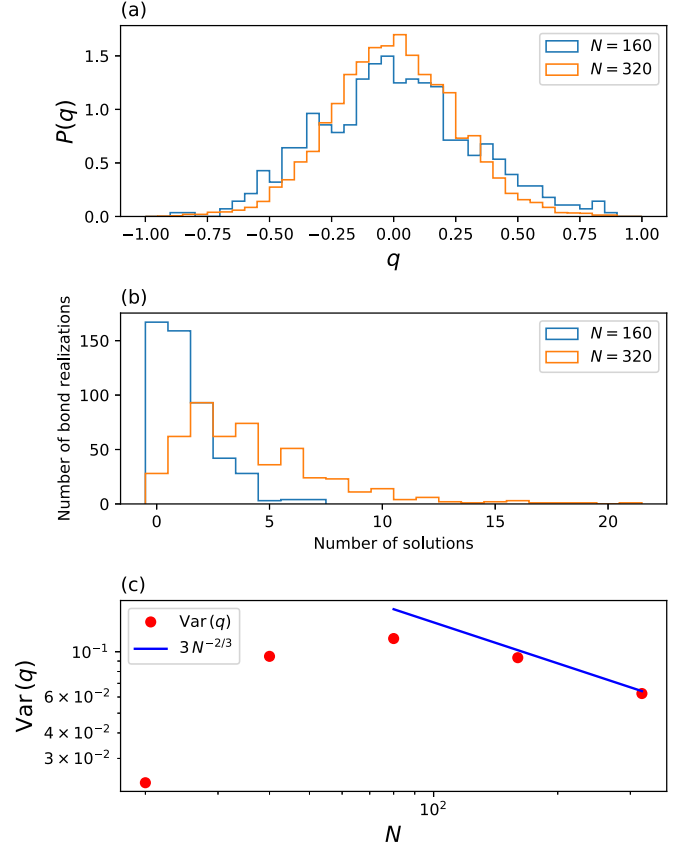 (a)
P(q)
1.5
1.0
0.5
0.0
N = 160
N = 320
−1.00 −0.75 −0.50 −0.25 0.00 0.25 0.50 0.75 1.00
q
(b)
Number of bond realizations
150
100
50
0
N = 160
N = 320
0 5 10 15 20
Number of solutions
(c)
Var (q)
10⁻¹
6 × 10⁻²
4 × 10⁻²
3 × 10⁻²
Var (q)
3 N⁻²/³
10²
N